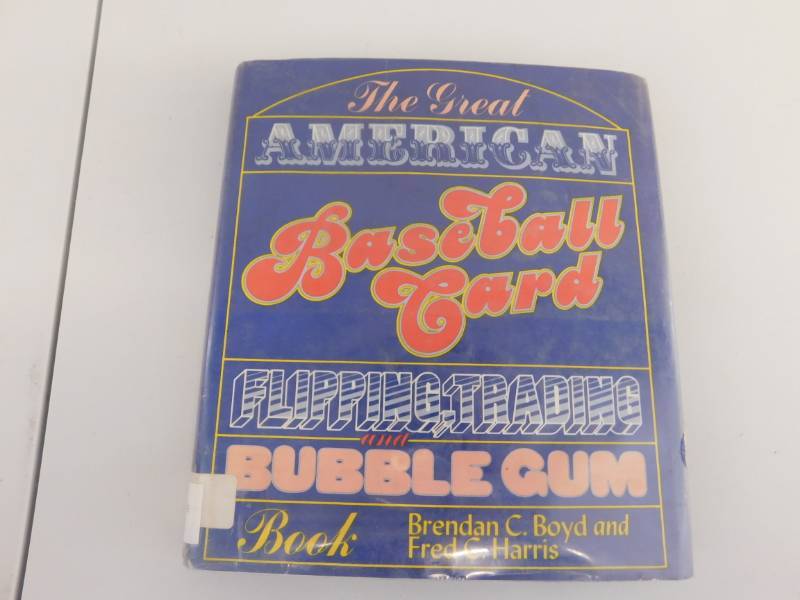 The Great
AMERICAN
Baseball
Card
FLIPPING, TRADING
and
BUBBLE GUM
Book
Brendan C. Boyd and
Fred C. Harris